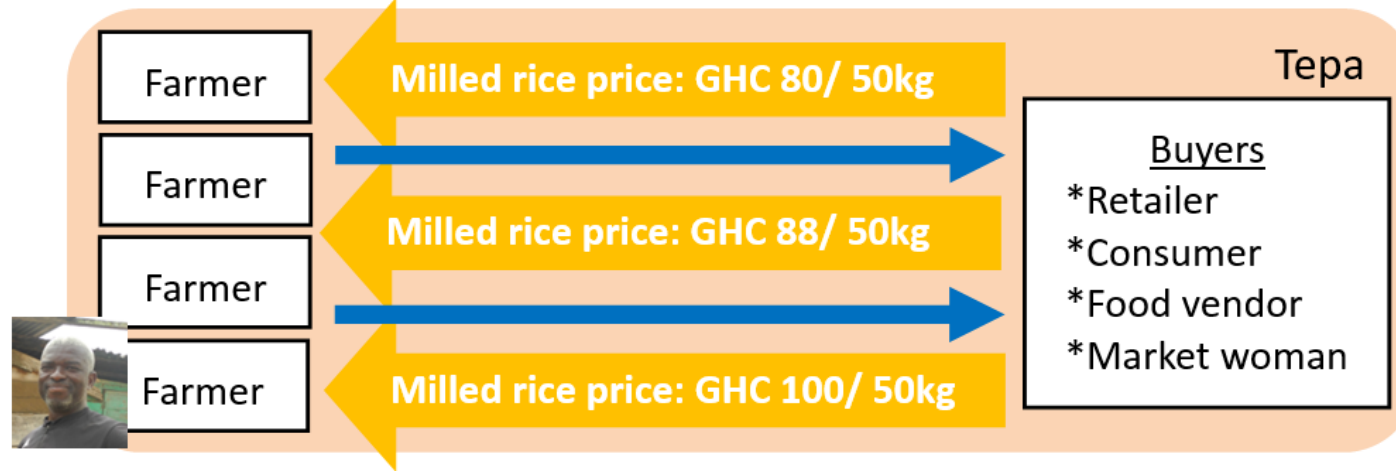 Farmer
Farmer
Farmer
Farmer
Milled rice price: GHC 80/ 50kg
Milled rice price: GHC 88/ 50kg
Milled rice price: GHC 100/ 50kg
Tepa
Buyers
*Retailer
*Consumer
*Food vendor
*Market woman